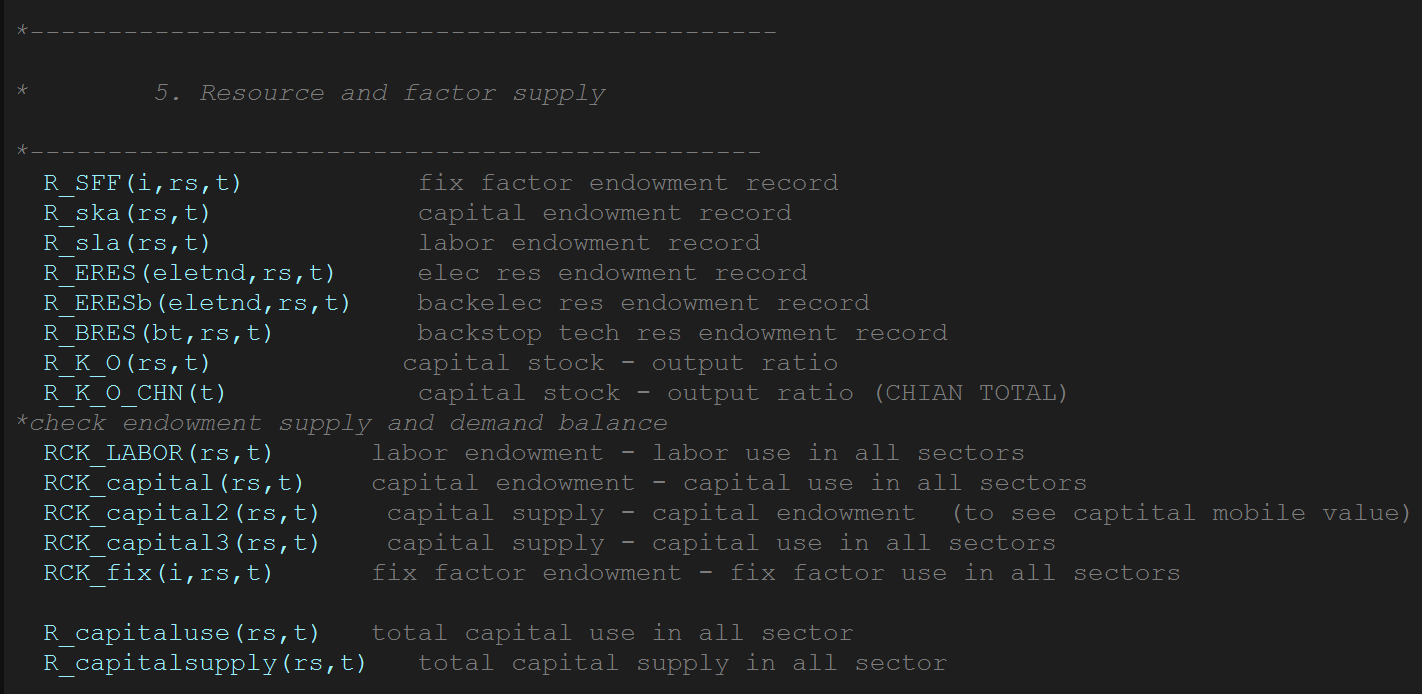 *------------------------------------------------
*        5. Resource and factor supply
*-----------------------------------------------
R_SFF(i,rs,t)            fix factor endowment record
R_ska(rs,t)              capital endowment record
R_sla(rs,t)              labor endowment record
R_ERES(eletnd,rs,t)      elec res endowment record
R_ERESb(eletnd,rs,t)     backelec res endowment record
R_BRES(bt,rs,t)          backstop tech res endowment record
R_K_O(rs,t)             capital stock - output ratio
R_K_O_CHN(t)             capital stock - output ratio (CHIAN TOTAL)
*check endowment supply and demand balance
RCK_LABOR(rs,t)       labor endowment - labor use in all sectors
RCK_capital(rs,t)     capital endowment - capital use in all sectors
RCK_capital2(rs,t)     capital supply - capital endowment  (to see captital mobile value)
RCK_capital3(rs,t)     capital supply - capital use in all sectors
RCK_fix(i,rs,t)       fix factor endowment - fix factor use in all sectors
R_capitaluse(rs,t)    total capital use in all sector
R_capitalsupply(rs,t)    total capital supply in all sector